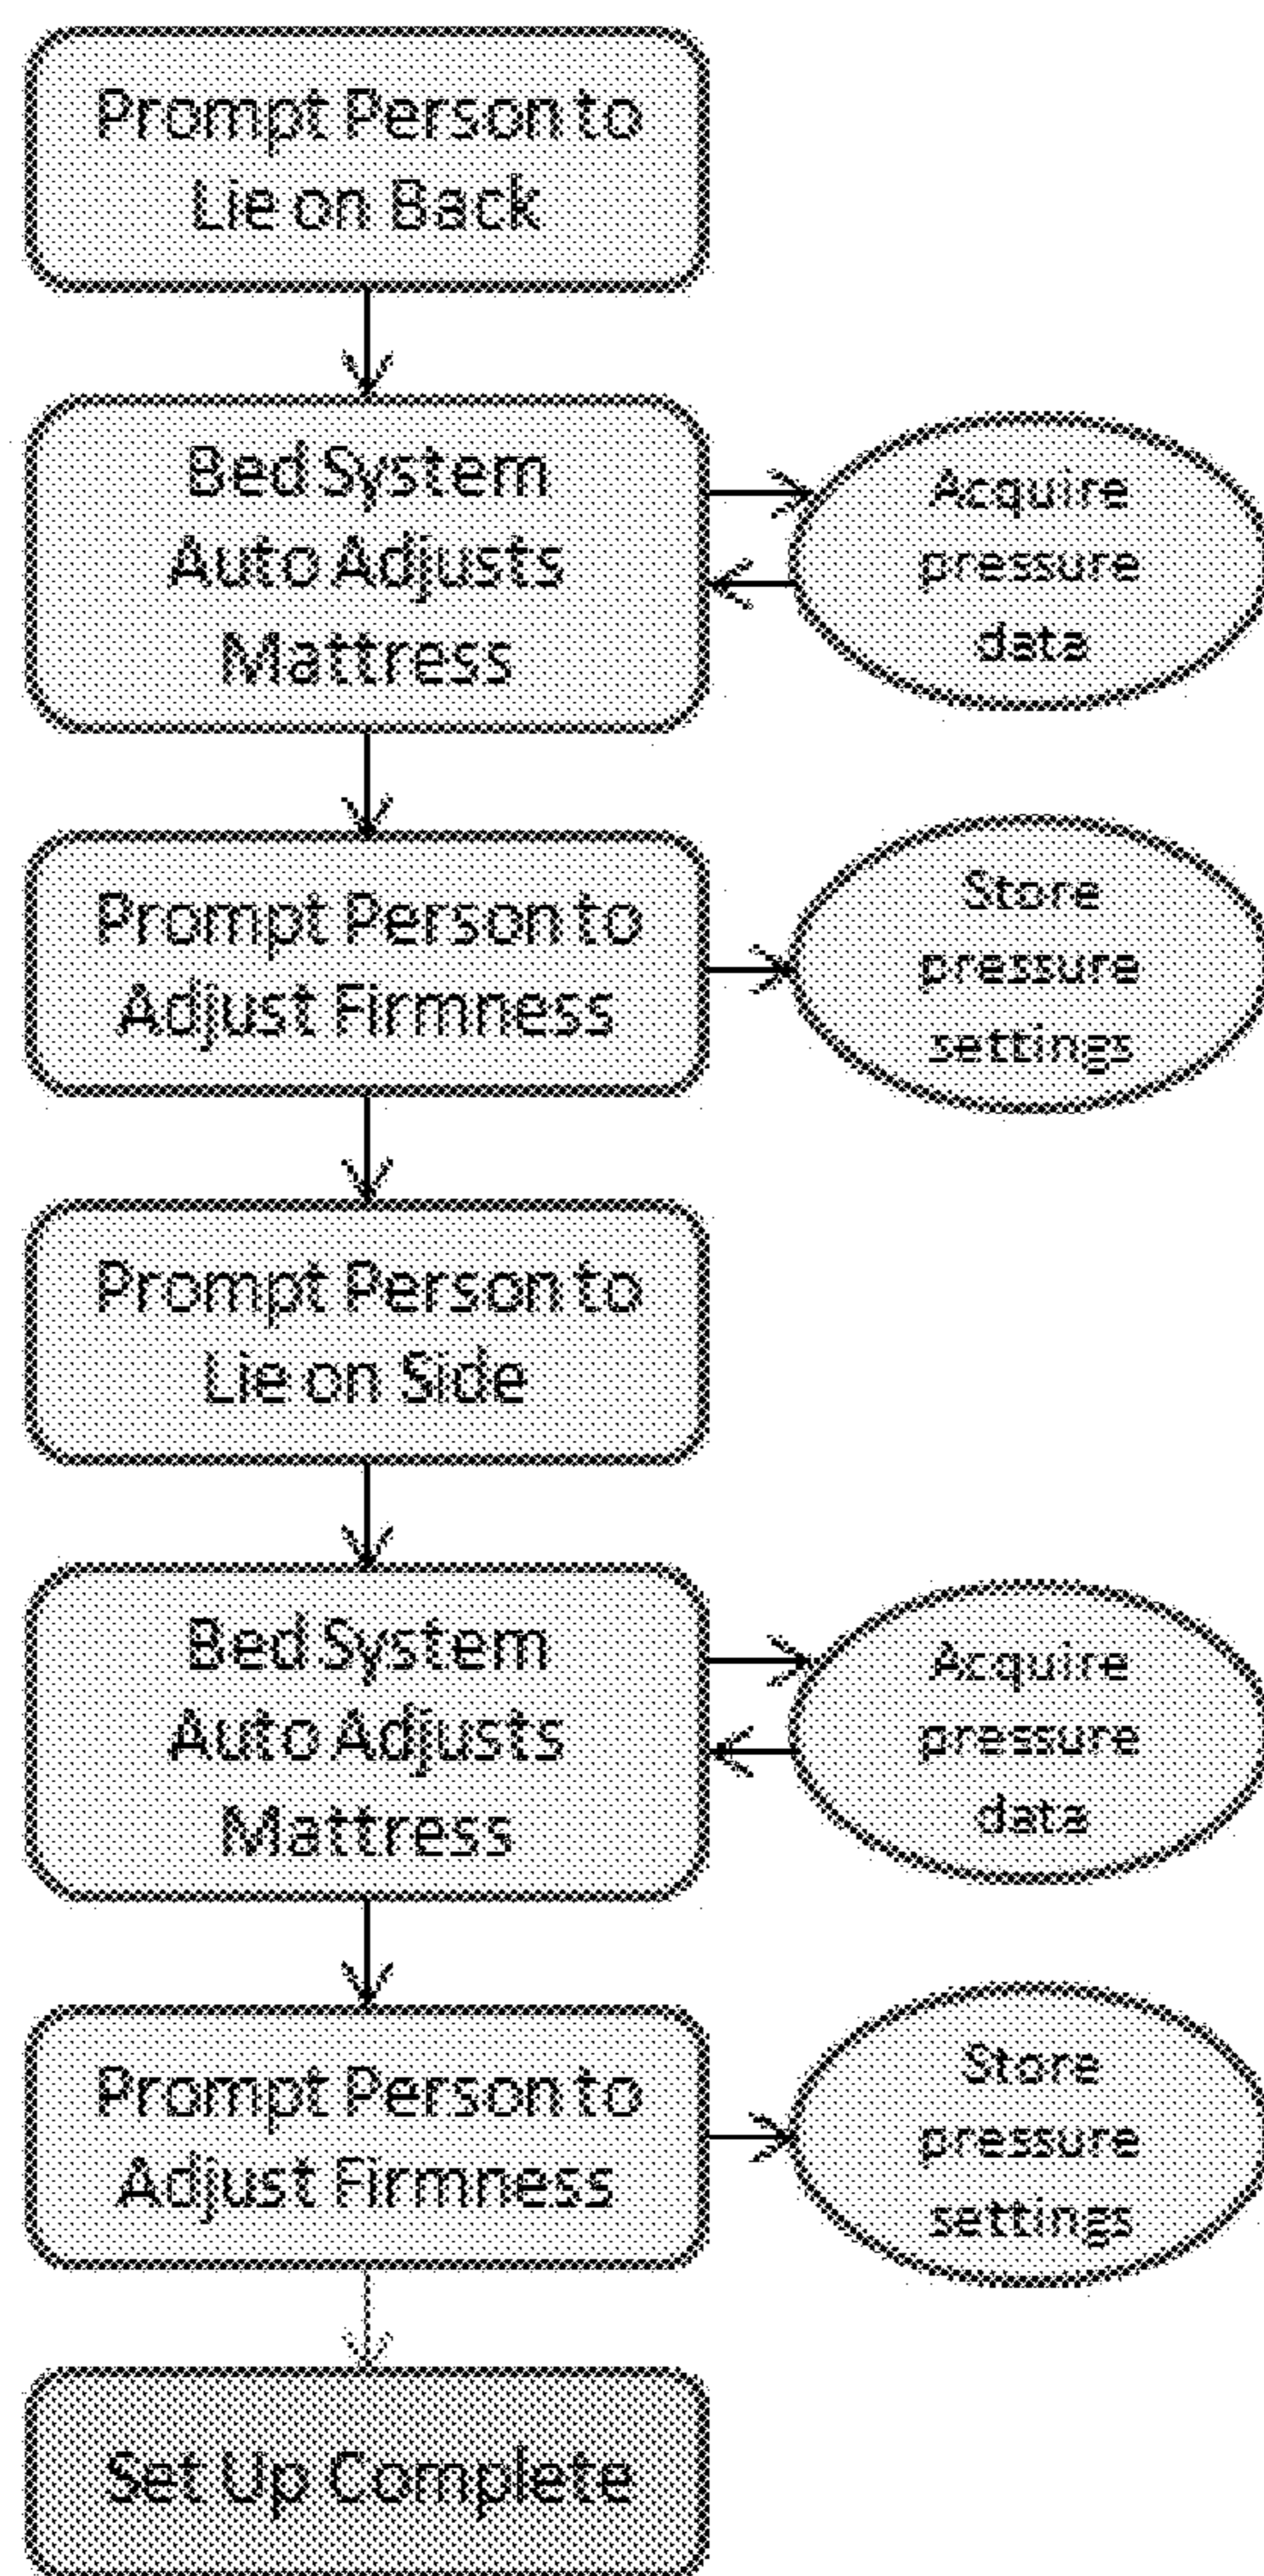 Prompt Person to
Lie on Back
Bed System
Auto Adjusts
Mattress
Acquire
pressure
data
Prompt Person to
Adjust Firmness
Store
pressure
settings
Prompt Person to
Lie on Side
Bed System
Auto Adjusts
Mattress
Acquire
pressure
data
Prompt Person to
Adjust Firmness
Store
pressure
settings
Set Up Complete